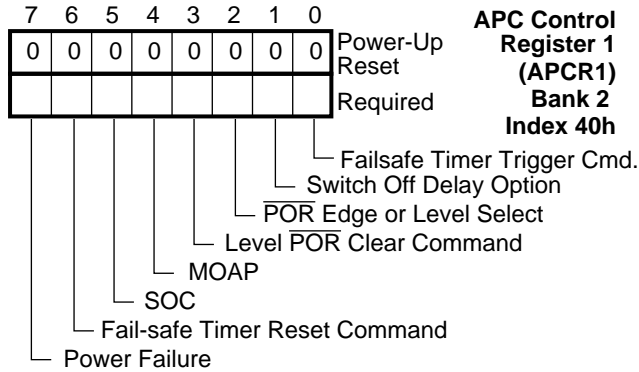 7 6 5 4 3 2 1 0
APC Control
Register 1
(APCR1)
Bank 2
Index 40h
0 0 0 0 0 0 0 0
Power-Up
Reset
Required
Failsafe Timer Trigger Cmd.
Switch Off Delay Option
POR Edge or Level Select
Level POR Clear Command
MOAP
SOC
Fail-safe Timer Reset Command
Power Failure